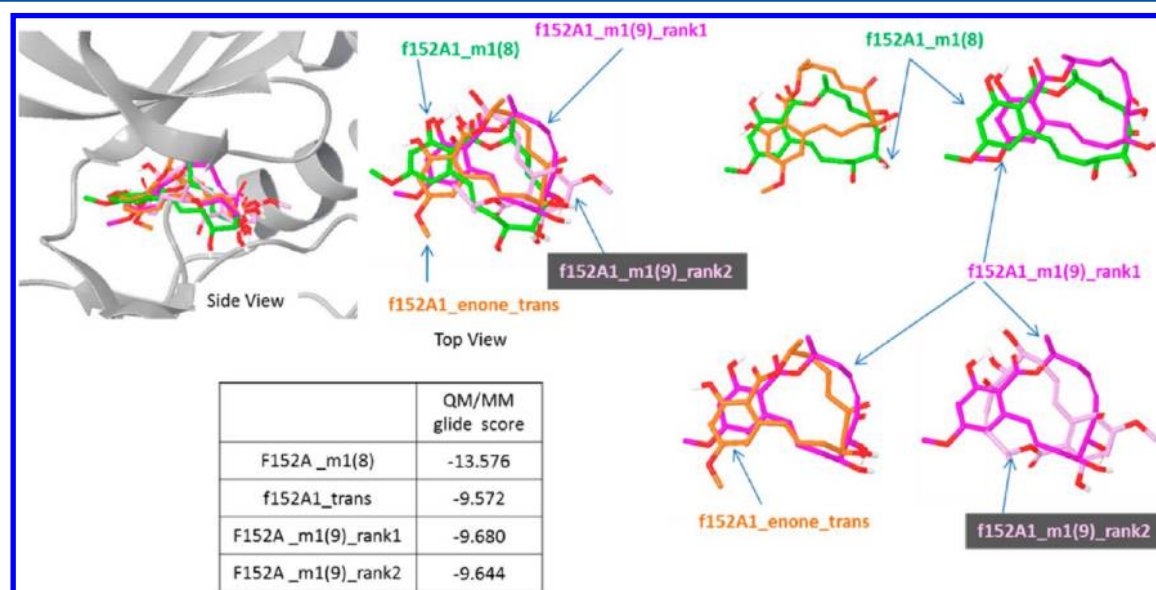 f152A1_m1(9)_rank1
f152A1_m1(8)
f152A1_m1(8)
Side View
f152A1_m1(9)_rank2
f152A1_enone_trans
Top View
f152A1_m1(9)_rank1
QM/MM
glide score
F152A _m1(8) -13.576
f152A1_trans -9.572
F152A _m1(9)_rank1 -9.680
F152A _m1(9)_rank2 -9.644
f152A1_enone_trans
f152A1_m1(9)_rank2